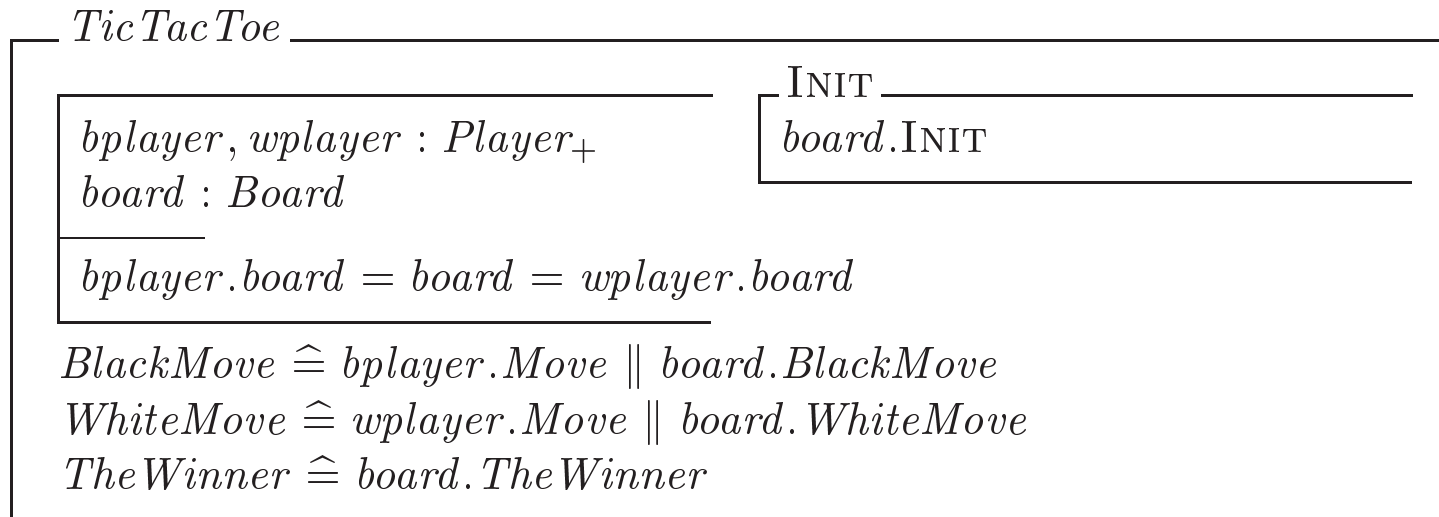 TicTacToe
bplayer, wplayer : Player₊
board : Board
bplayer.board = board = wplayer.board
INIT
board.INIT
BlackMove ≙ bplayer.Move ∥ board.BlackMove
WhiteMove ≙ wplayer.Move ∥ board.WhiteMove
TheWinner ≙ board.TheWinner